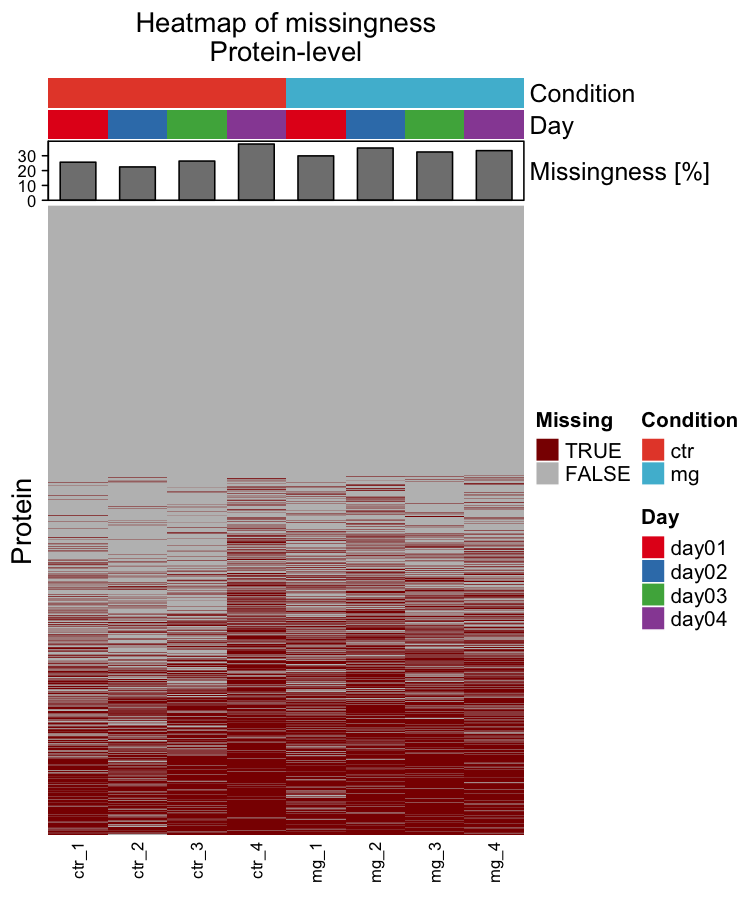 Heatmap of missingness
Protein-level
Condition
Day
30
20
10
0
Missingness [%]
Protein
Missing
TRUE
FALSE
Condition
ctr
mg
Day
day01
day02
day03
day04
ctr_1
ctr_2
ctr_3
ctr_4
mg_1
mg_2
mg_3
mg_4